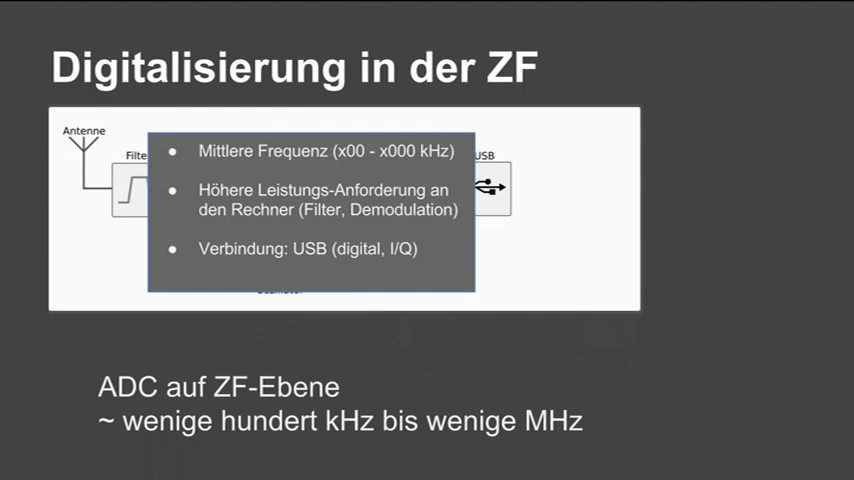 Digitalisierung in der ZF
Antenne
Filte
USB
● Mittlere Frequenz (x00 - x000 kHz)
● Höhere Leistungs-Anforderung an
den Rechner (Filter, Demodulation)
● Verbindung: USB (digital, I/Q)
ADC auf ZF-Ebene
~ wenige hundert kHz bis wenige MHz